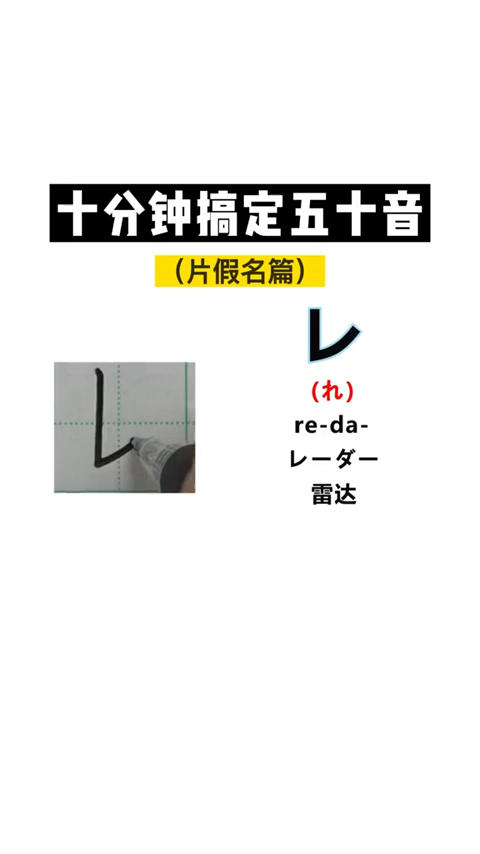 十分钟搞定五十音
（片假名篇）
レ
（れ）
re-da-
レーダー
雷达